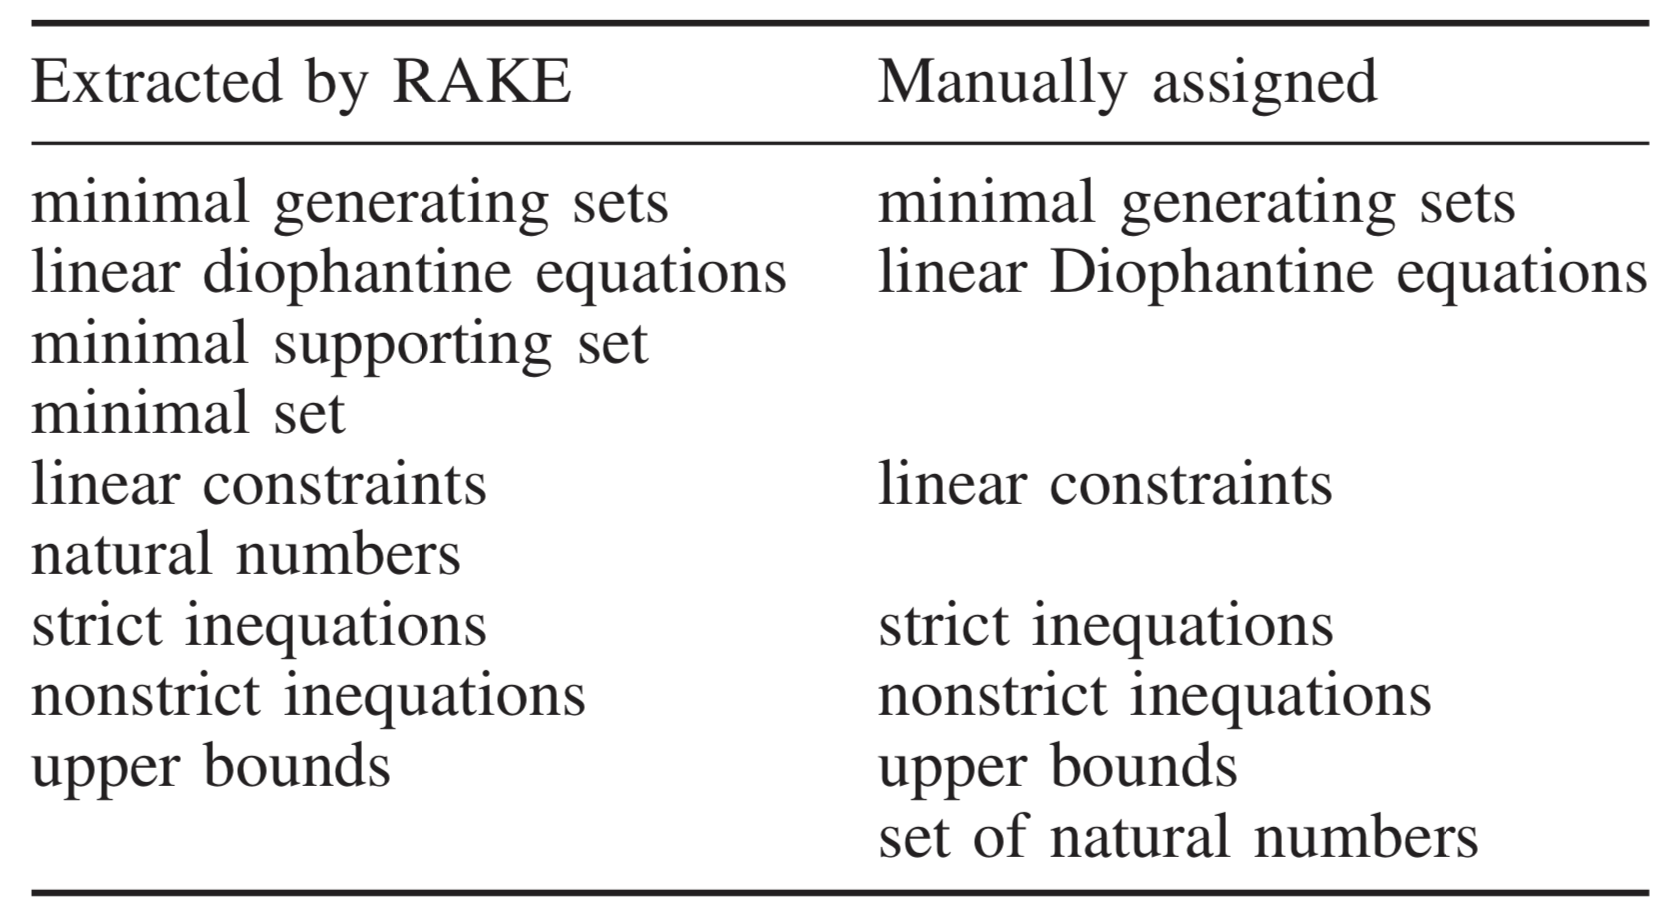 Extracted by RAKE Manually assigned
minimal generating sets minimal generating sets
linear diophantine equations linear Diophantine equations
minimal supporting set
minimal set
linear constraints linear constraints
natural numbers
strict inequations strict inequations
nonstrict inequations nonstrict inequations
upper bounds upper bounds
set of natural numbers